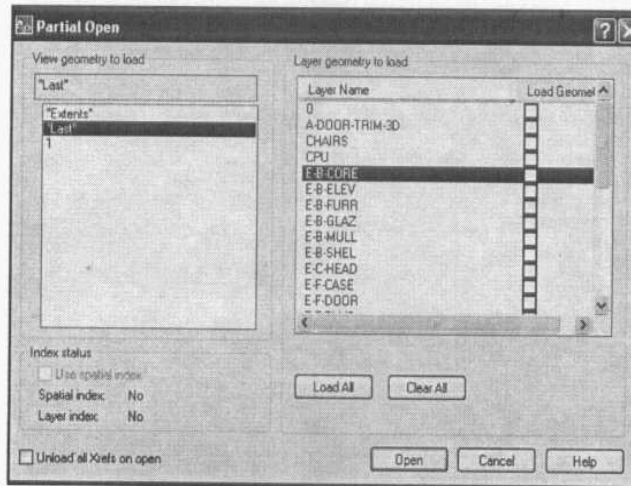 Partial Open
View geometry to load
"Last"
"Extents"
"Last"
1
Index status
Use spatial index
Spatial index: No
Layer index: No
Unload all Xrefs on open
Layer geometry to load
Layer Name Load Geomet
0
A-DOOR-TRIM-3D
CHAIRS
CPU
E-B-CORE
E-B-ELEV
E-B-FURR
E-B-GLAZ
E-B-MULL
E-B-SHEL
E-C-HEAD
E-F-CASE
E-F-DOOR
Load All Clear All
Open Cancel Help